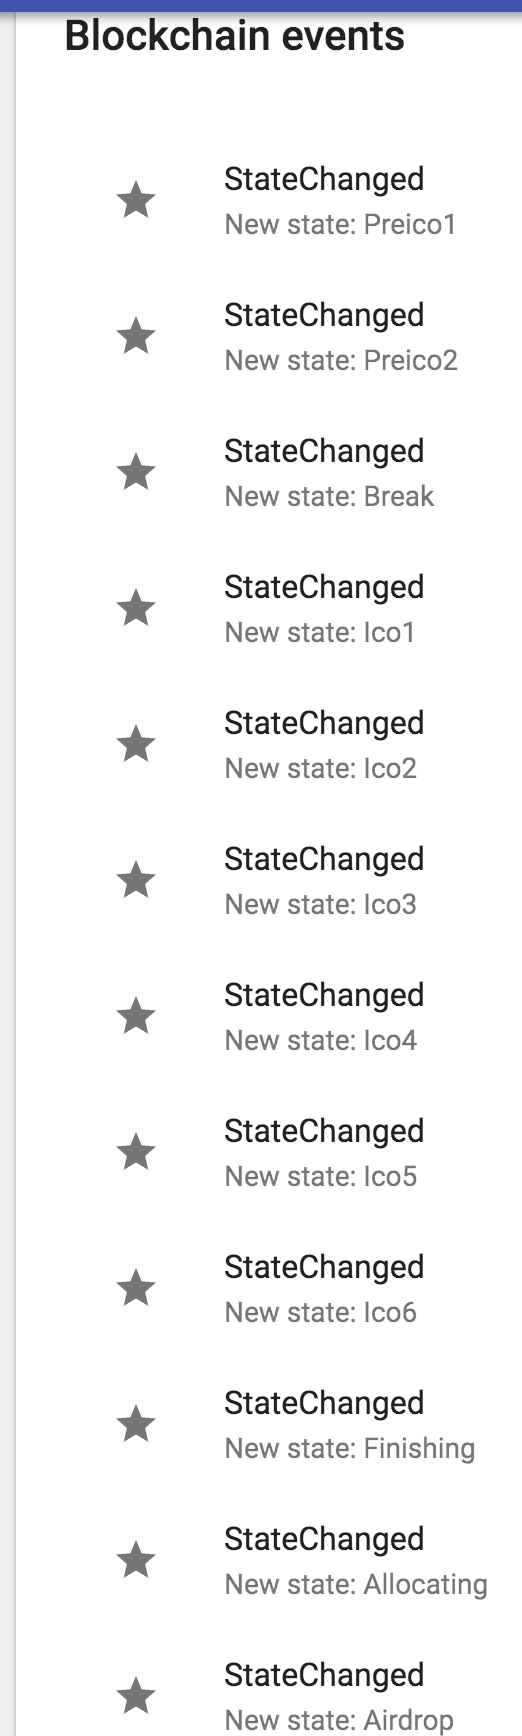 Blockchain events
StateChanged
New state: Preico1
StateChanged
New state: Preico2
StateChanged
New state: Break
StateChanged
New state: Ico1
StateChanged
New state: Ico2
StateChanged
New state: Ico3
StateChanged
New state: Ico4
StateChanged
New state: Ico5
StateChanged
New state: Ico6
StateChanged
New state: Finishing
StateChanged
New state: Allocating
StateChanged
New state: Airdrop